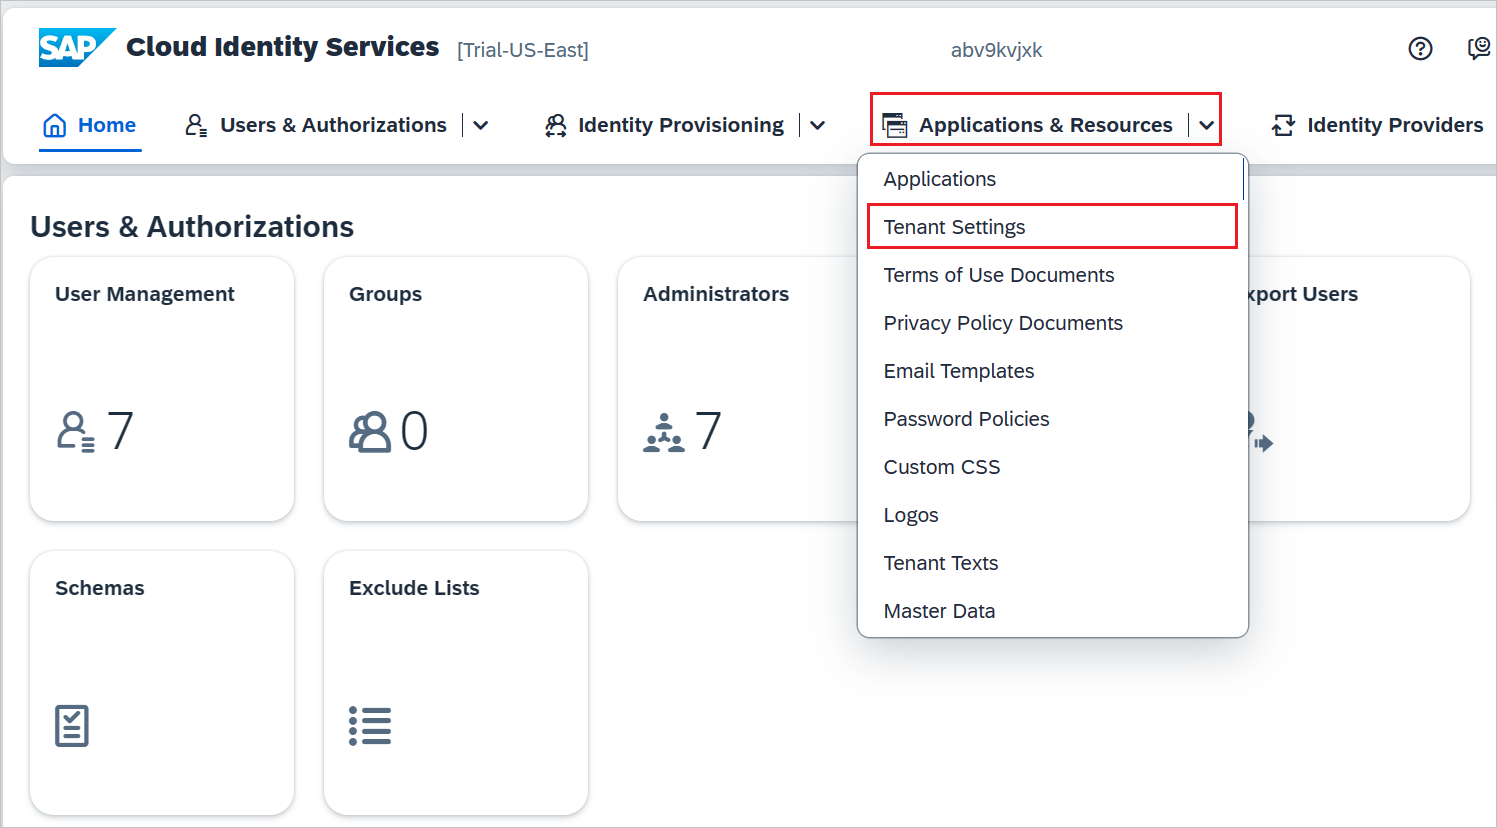 SAP Cloud Identity Services [Trial-US-East] abv9kvjxk
Home Users & Authorizations Identity Provisioning Applications & Resources Identity Providers
Applications
Tenant Settings
Terms of Use Documents
Privacy Policy Documents
Email Templates
Password Policies
Custom CSS
Logos
Tenant Texts
Master Data
Users & Authorizations
User Management
7
Groups
0
Administrators
7
xport Users
Schemas
Exclude Lists